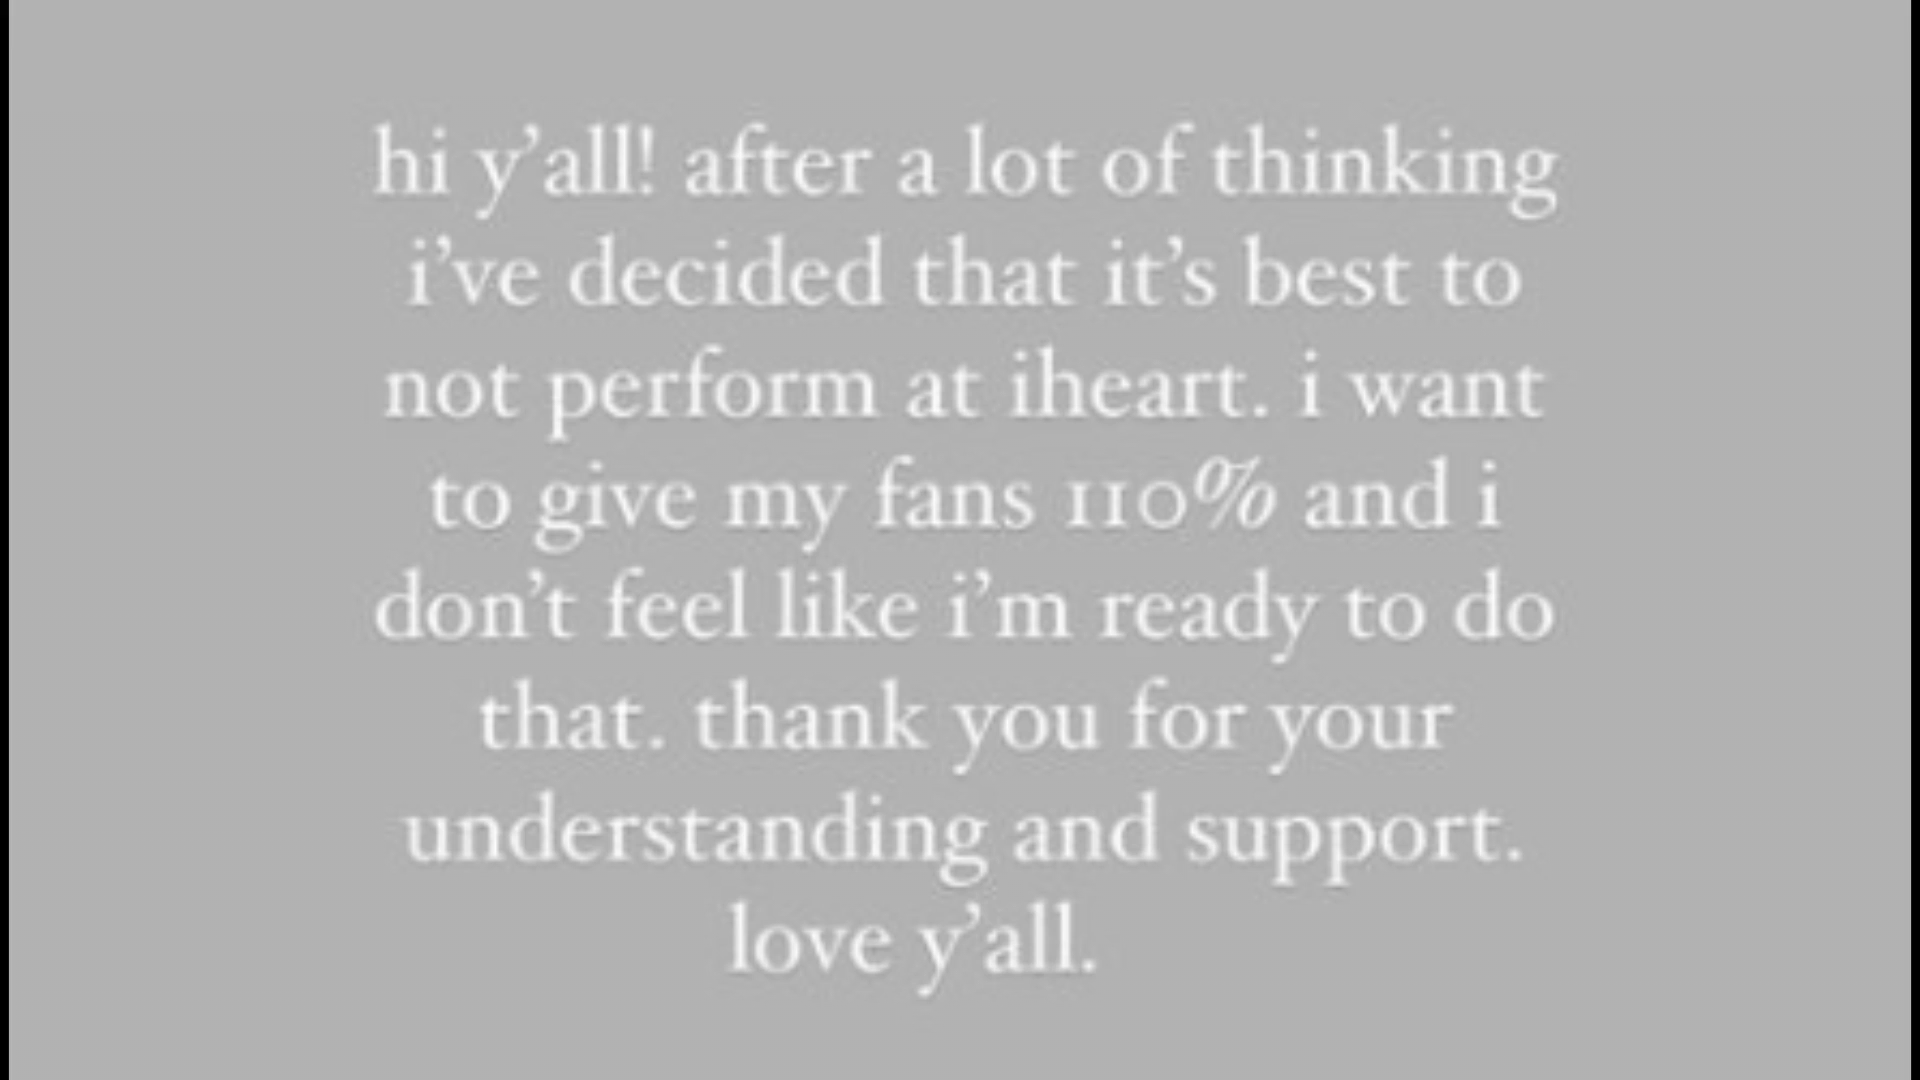 hi y’all! after a lot of thinking
i’ve decided that it’s best to
not perform at iheart. i want
to give my fans 110% and i
don’t feel like i’m ready to do
that. thank you for your
understanding and support.
love y’all.